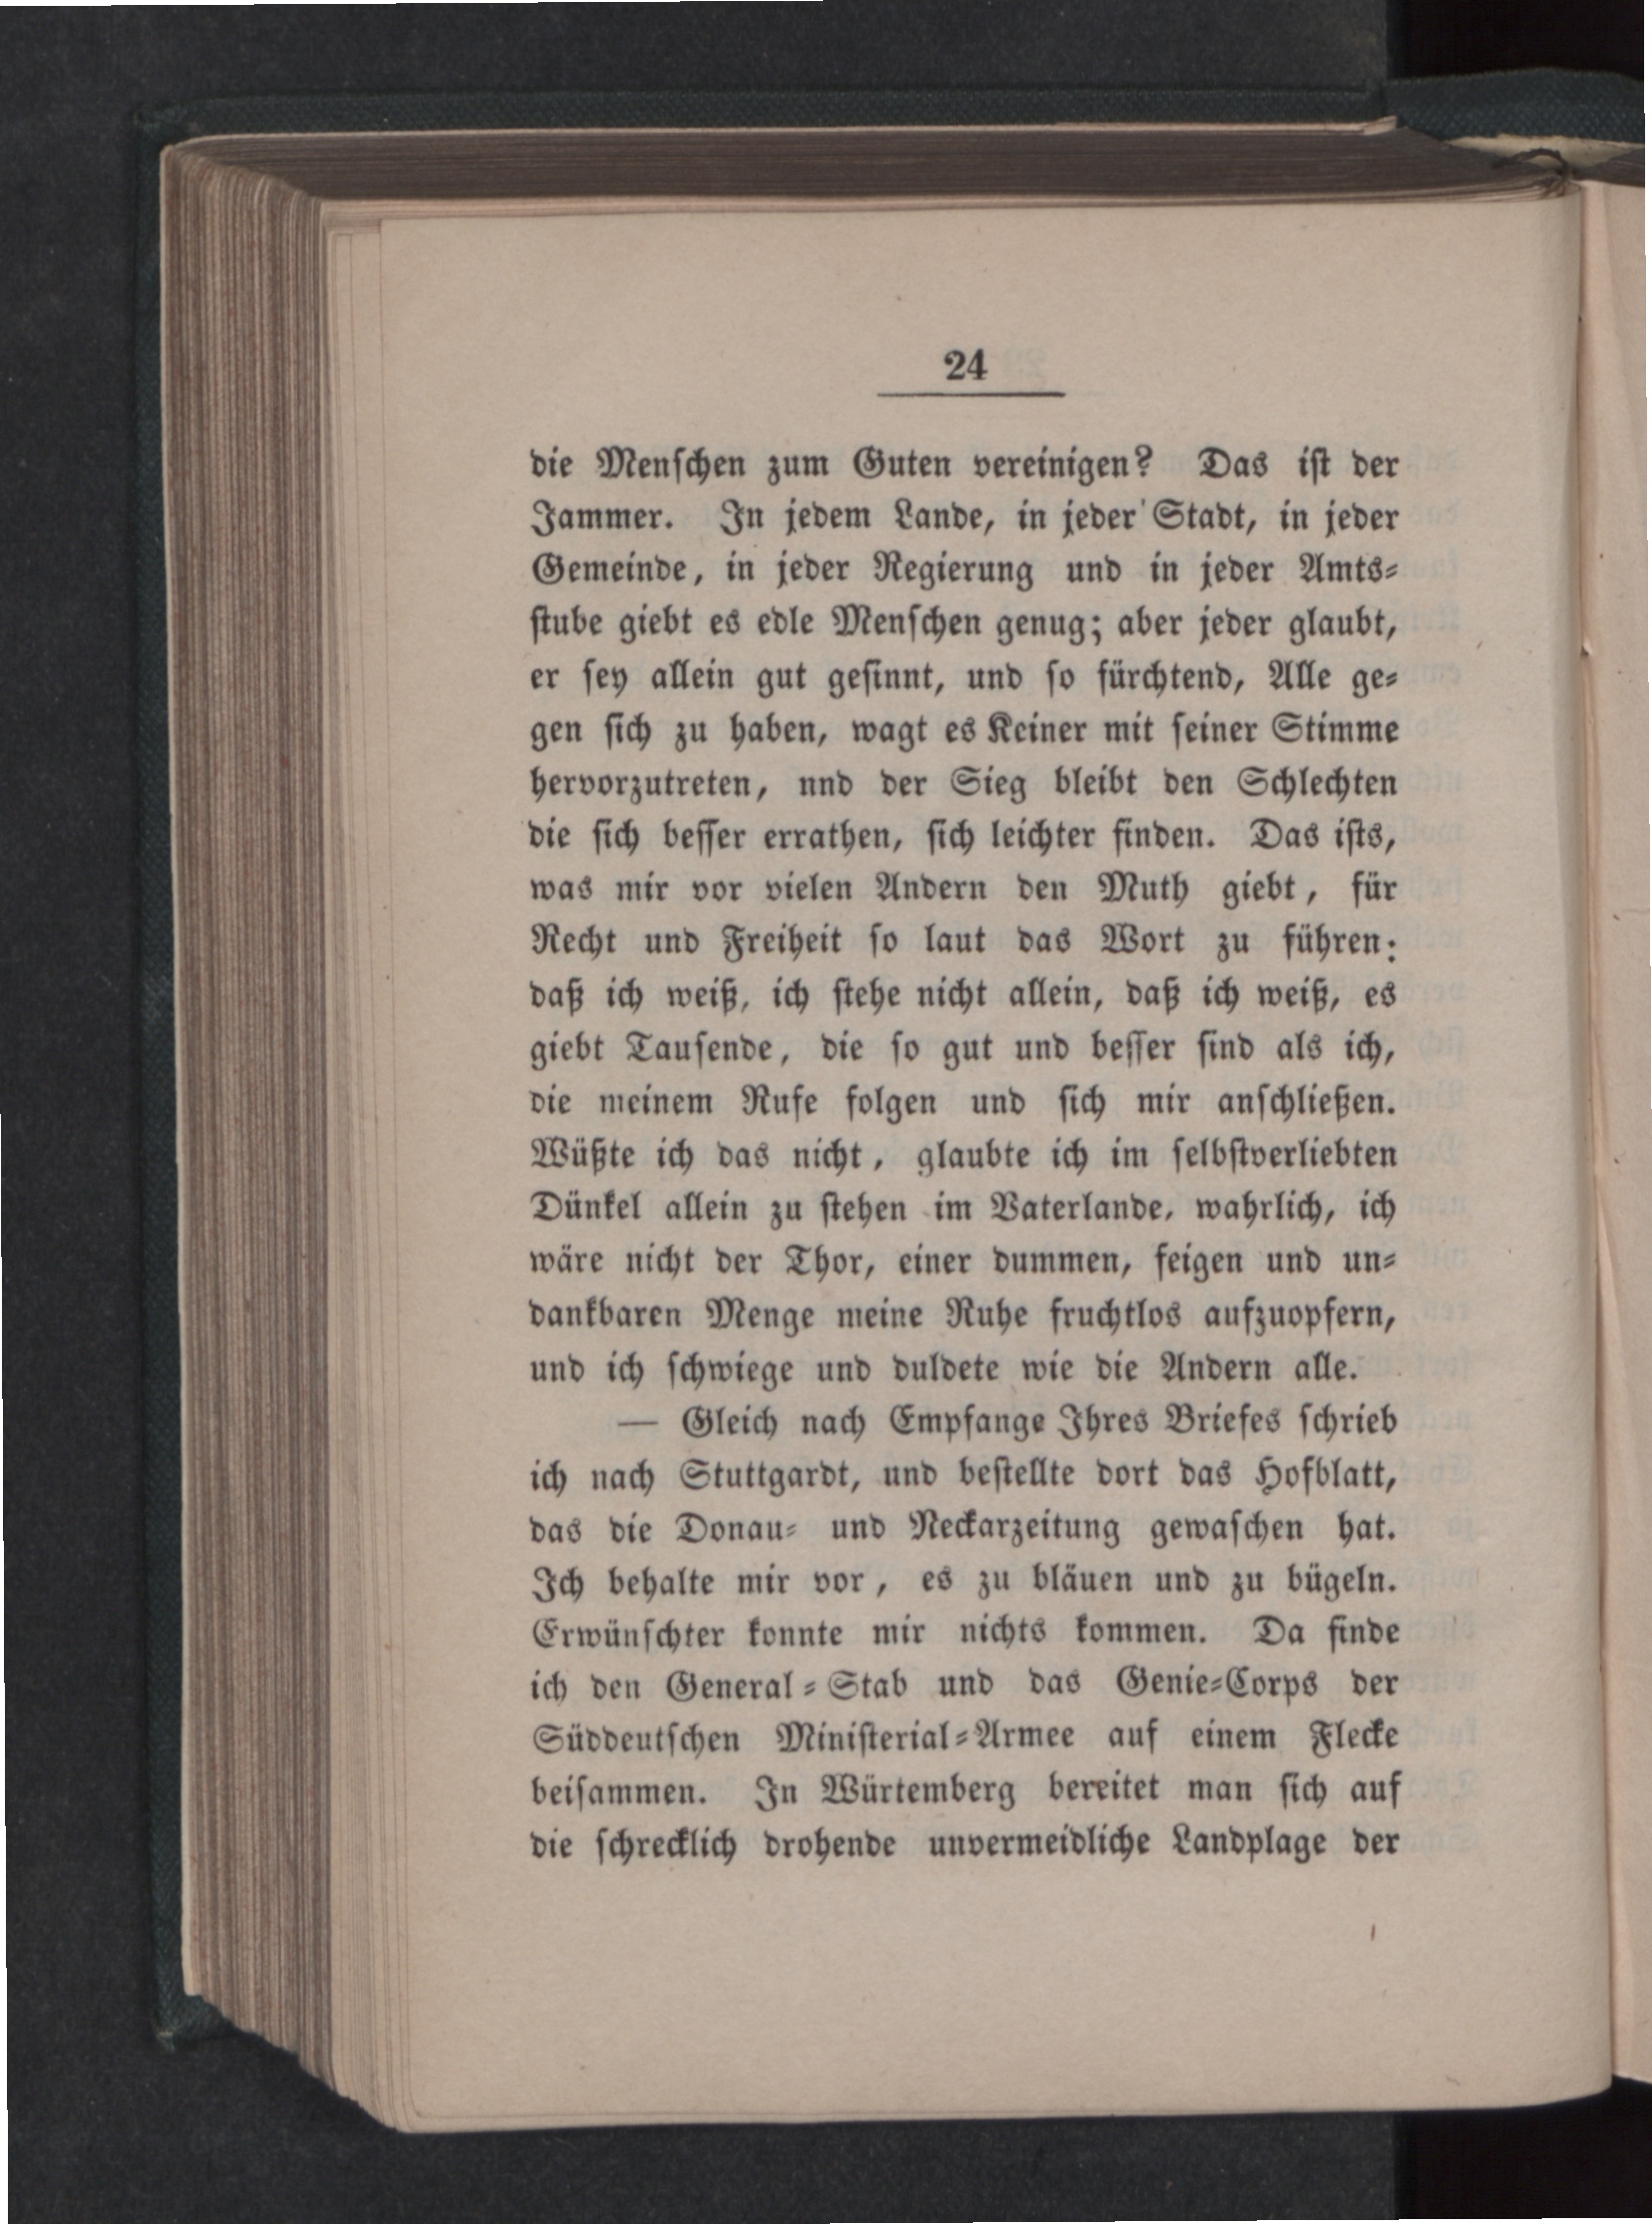 24
die Menschen zum Guten vereinigen? Das ist der
Jammer. In jedem Lande, in jeder Stadt, in jeder
Gemeinde, in jeder Regierung und in jeder Amts-
stube giebt es edle Menschen genug; aber jeder glaubt,
er sey allein gut gesinnt, und so fürchtend, Alle ge-
gen sich zu haben, wagt es Keiner mit seiner Stimme
hervorzutreten, nnd der Sieg bleibt den Schlechten
die sich besser errathen, sich leichter finden. Das ists,
was mir vor vielen Andern den Muth giebt, für
Recht und Freiheit so laut das Wort zu führen:
daß ich weiß, ich stehe nicht allein, daß ich weiß, es
giebt Tausende, die so gut und besser sind als ich,
die meinem Rufe folgen und sich mir anschließen.
Wüßte ich das nicht, glaubte ich im selbstverliebten
Dünkel allein zu stehen im Vaterlande, wahrlich, ich
wäre nicht der Thor, einer dummen, feigen und un-
dankbaren Menge meine Ruhe fruchtlos aufzuopfern,
und ich schwiege und duldete wie die Andern alle.
— Gleich nach Empfange Ihres Briefes schrieb
ich nach Stuttgardt, und bestellte dort das Hofblatt,
das die Donau- und Neckarzeitung gewaschen hat.
Ich behalte mir vor, es zu bläuen und zu bügeln.
Erwünschter konnte mir nichts kommen. Da finde
ich den General-Stab und das Genie-Corps der
Süddeutschen Ministerial-Armee auf einem Flecke
beisammen. In Würtemberg bereitet man sich auf
die schrecklich drohende unvermeidliche Landplage der